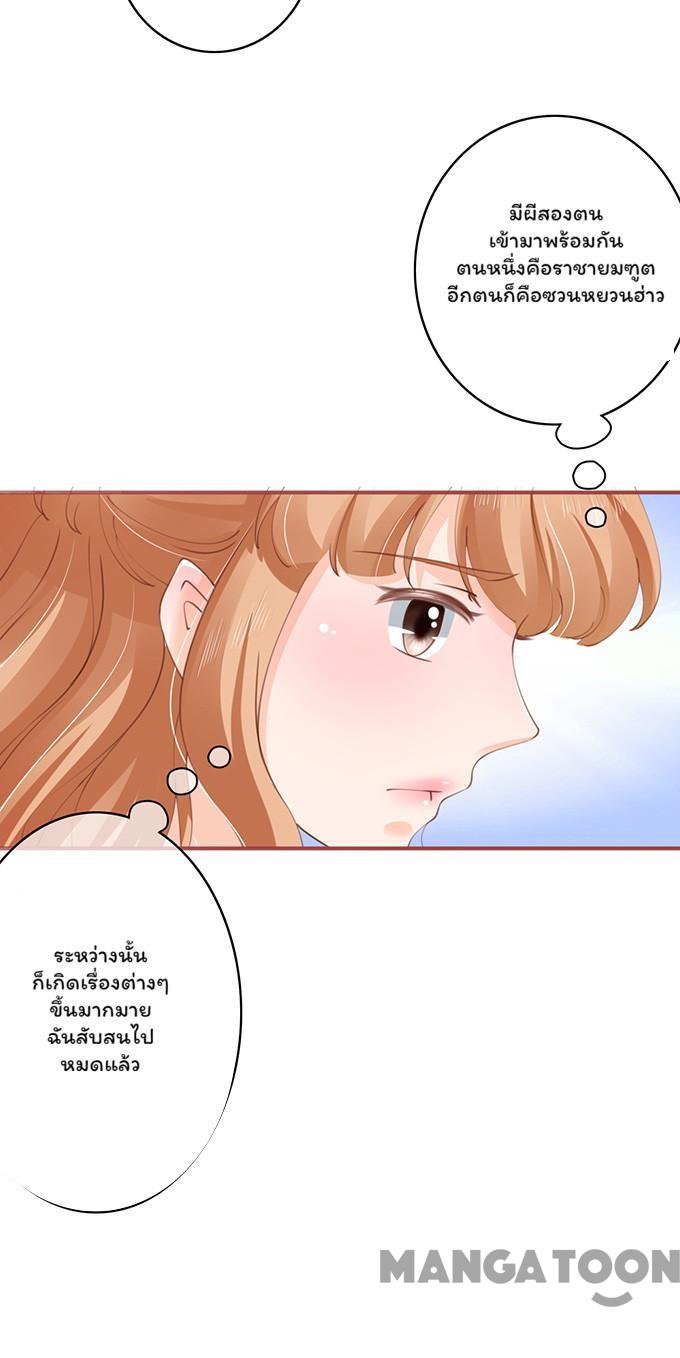 มีผีสองตน
เข้ามาพร้อมกัน
ตนหนึ่งคือราชายมฑูต
อีกตนก็คือซวนหยวนฮ่าว
ระหว่างนั้น
ก็เกิดเรื่องต่างๆ
ขึ้นมากมาย
ฉันสับสนไป
หมดแล้ว
MANGATOON